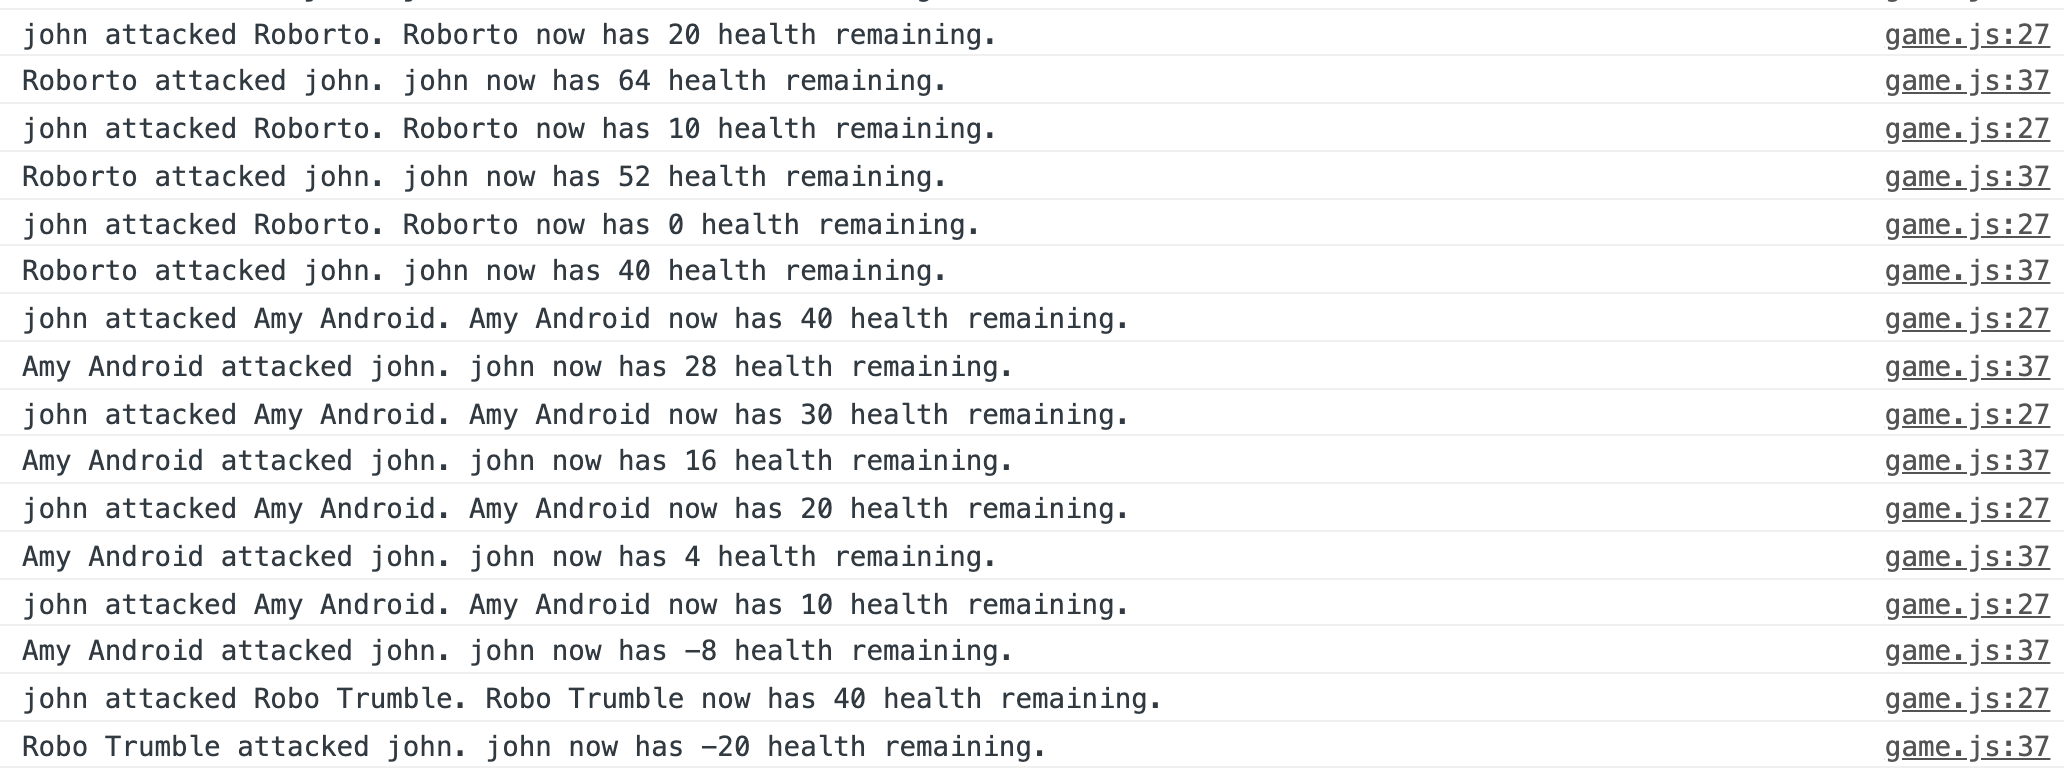 john attacked Roborto. Roborto now has 20 health remaining. game.js:27
Roborto attacked john. john now has 64 health remaining. game.js:37
john attacked Roborto. Roborto now has 10 health remaining. game.js:27
Roborto attacked john. john now has 52 health remaining. game.js:37
john attacked Roborto. Roborto now has 0 health remaining. game.js:27
Roborto attacked john. john now has 40 health remaining. game.js:37
john attacked Amy Android. Amy Android now has 40 health remaining. game.js:27
Amy Android attacked john. john now has 28 health remaining. game.js:37
john attacked Amy Android. Amy Android now has 30 health remaining. game.js:27
Amy Android attacked john. john now has 16 health remaining. game.js:37
john attacked Amy Android. Amy Android now has 20 health remaining. game.js:27
Amy Android attacked john. john now has 4 health remaining. game.js:37
john attacked Amy Android. Amy Android now has 10 health remaining. game.js:27
Amy Android attacked john. john now has -8 health remaining. game.js:37
john attacked Robo Trumble. Robo Trumble now has 40 health remaining. game.js:27
Robo Trumble attacked john. john now has -20 health remaining. game.js:37